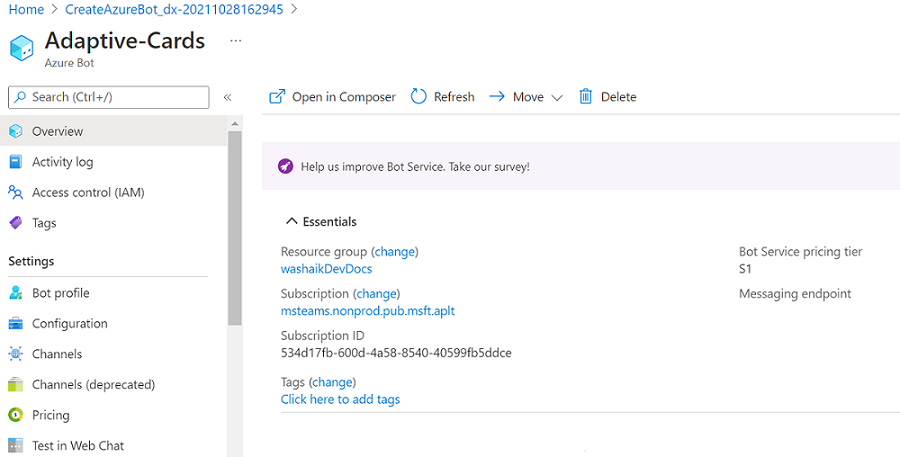 Home > CreateAzureBot_dx-20211028162945 >
Adaptive-Cards ...
Azure Bot
Search (Ctrl+/) «
Open in Composer Refresh Move Delete
Overview
Activity log
Access control (IAM)
Tags
Settings
Bot profile
Configuration
Channels
Channels (deprecated)
Pricing
Test in Web Chat
Help us improve Bot Service. Take our survey!
Essentials
Resource group (change)
washaikDevDocs
Subscription (change)
msteams.nonprod.pub.msft.aplt
Subscription ID
534d17fb-600d-4a58-8540-40599fb5ddce
Tags (change)
Click here to add tags
Bot Service pricing tier
S1
Messaging endpoint